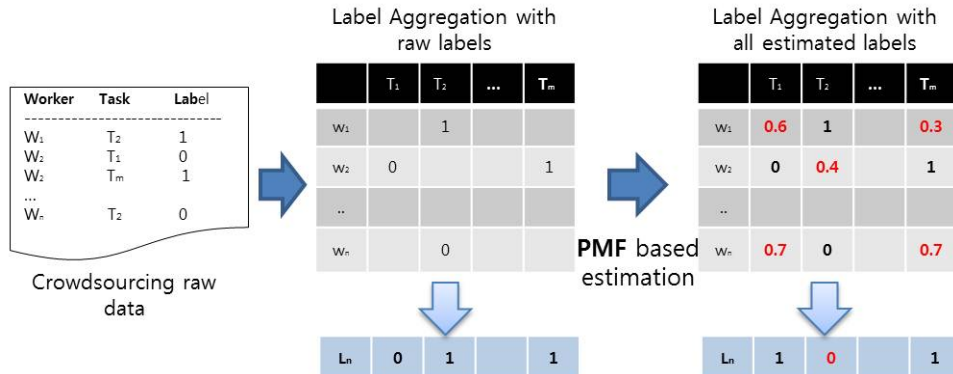 Label Aggregation with
raw labels
Label Aggregation with
all estimated labels
Worker Task Label
--------------------------------
W₁ T₂ 1
W₂ T₁ 0
W₂ Tₘ 1
...
Wₙ T₂ 0
Crowdsourcing raw
data
T₁ T₂ ... Tₘ
W₁ 1
W₂ 0 1
..
Wₙ 0
Lₙ 0 1 1
PMF based
estimation
T₁ T₂ ... Tₘ
W₁ 0.6 1 0.3
W₂ 0 0.4 1
..
Wₙ 0.7 0 0.7
Lₙ 1 0 1